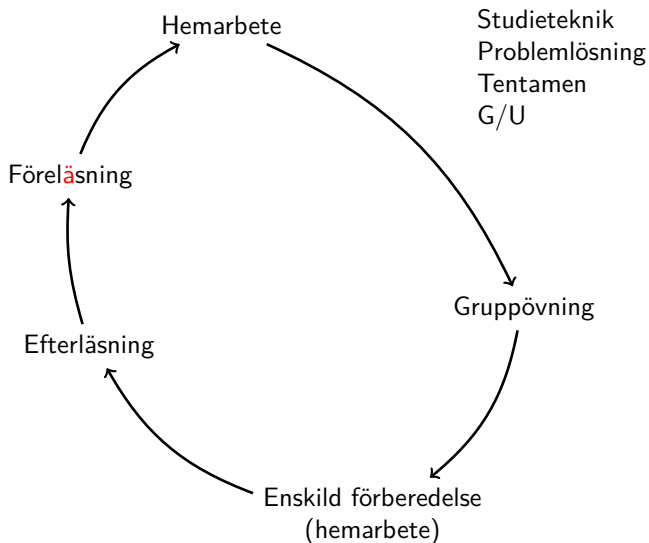 Hemarbete
Studieteknik
Problemlösning
Tentamen
G/U
Föreläsning
Gruppövning
Efterläsning
Enskild förberedelse
(hemarbete)